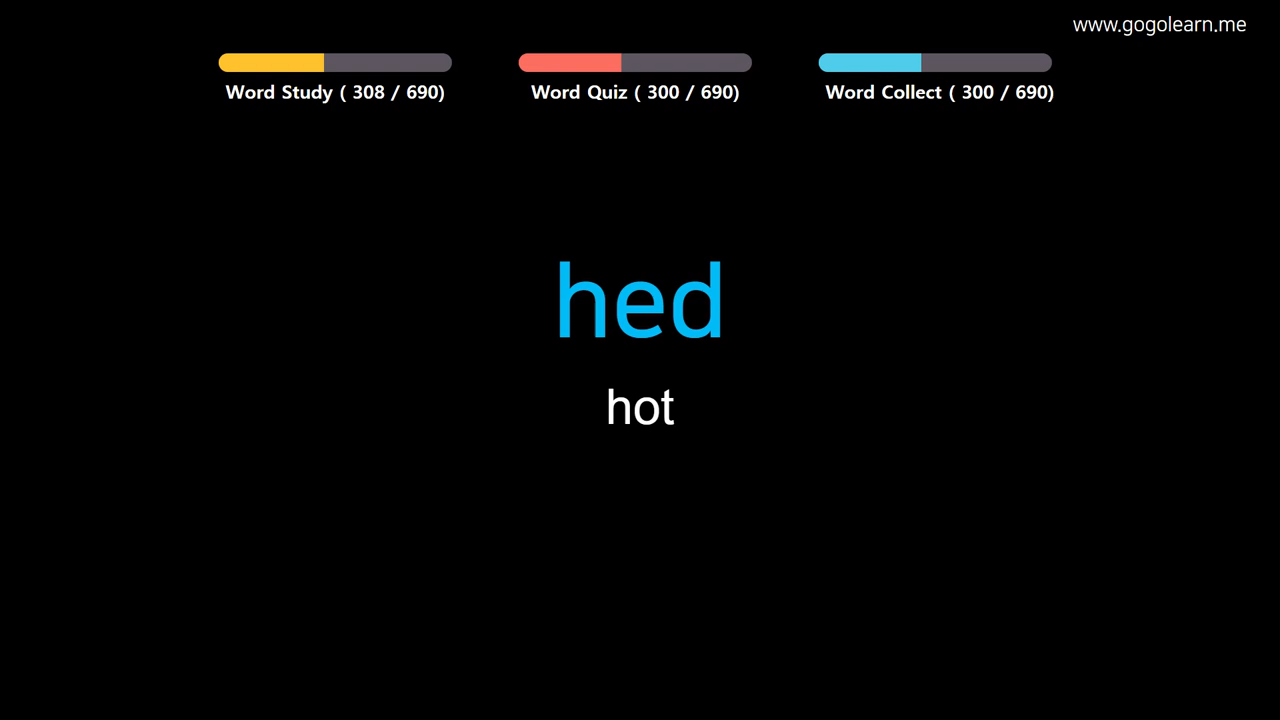 www.gogolearn.me
Word Study ( 308 / 690)
Word Quiz ( 300 / 690)
Word Collect ( 300 / 690)
hed
hot